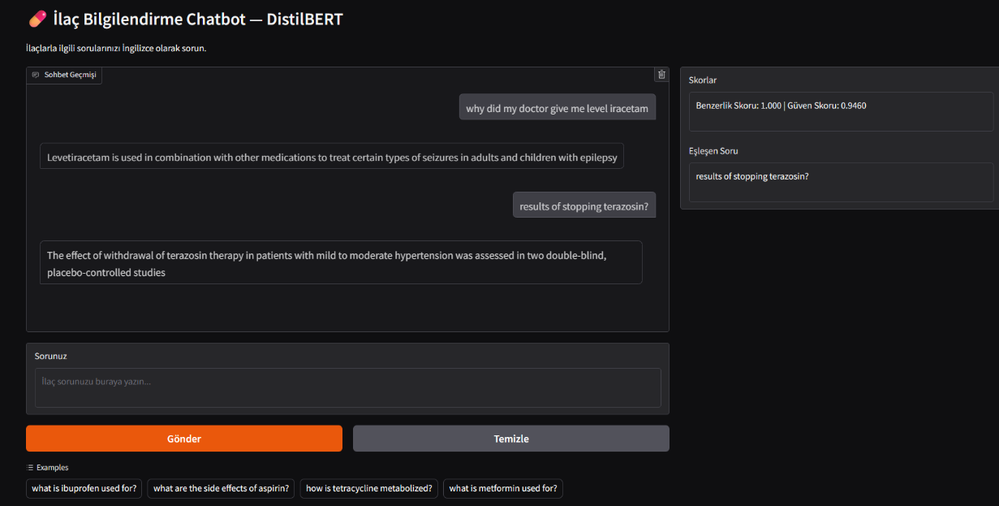 İlaç Bilgilendirme Chatbot — DistilBERT
İlaçlarla ilgili sorularınızı İngilizce olarak sorun.
Sohbet Geçmişi
why did my doctor give me level iracetam
Levetiracetam is used in combination with other medications to treat certain types of seizures in adults and children with epilepsy
results of stopping terazosin?
The effect of withdrawal of terazosin therapy in patients with mild to moderate hypertension was assessed in two double-blind,
placebo-controlled studies
Skorlar
Benzerlik Skoru: 1.000 | Güven Skoru: 0.9460
Eşleşen Soru
results of stopping terazosin?
Sorunuz
İlaç sorunuzu buraya yazın...
Gönder
Temizle
Examples
what is ibuprofen used for?
what are the side effects of aspirin?
how is tetracycline metabolized?
what is metformin used for?